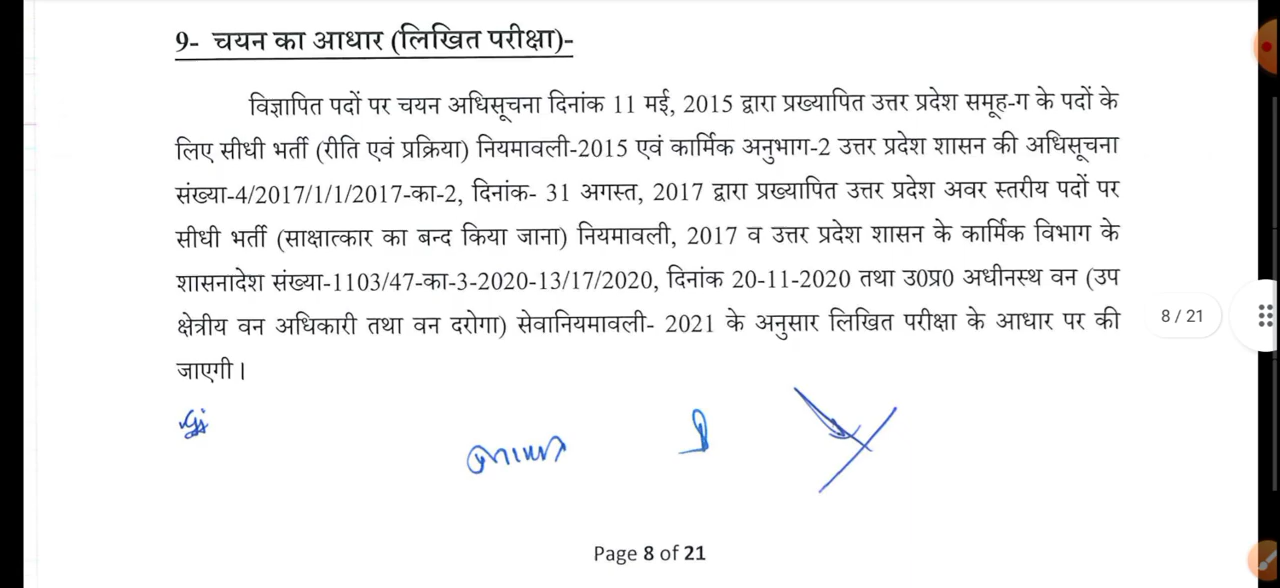 9- चयन का आधार (लिखित परीक्षा)-
विज्ञापित पदों पर चयन अधिसूचना दिनांक 11 मई, 2015 द्वारा प्रख्यापित उत्तर प्रदेश समूह-ग के पदों के
लिए सीधी भर्ती (रीति एवं प्रक्रिया) नियमावली-2015 एवं कार्मिक अनुभाग-2 उत्तर प्रदेश शासन की अधिसूचना
संख्या-4/2017/1/1/2017-का-2, दिनांक- 31 अगस्त, 2017 द्वारा प्रख्यापित उत्तर प्रदेश अवर स्तरीय पदों पर
सीधी भर्ती (साक्षात्कार का बन्द किया जाना) नियमावली, 2017 व उत्तर प्रदेश शासन के कार्मिक विभाग के
शासनादेश संख्या-1103/47-का-3-2020-13/17/2020, दिनांक 20-11-2020 तथा उ0प्र0 अधीनस्थ वन (उप
क्षेत्रीय वन अधिकारी तथा वन दरोगा) सेवानियमावली- 2021 के अनुसार लिखित परीक्षा के आधार पर की
जाएगी।
8 / 21
Page 8 of 21